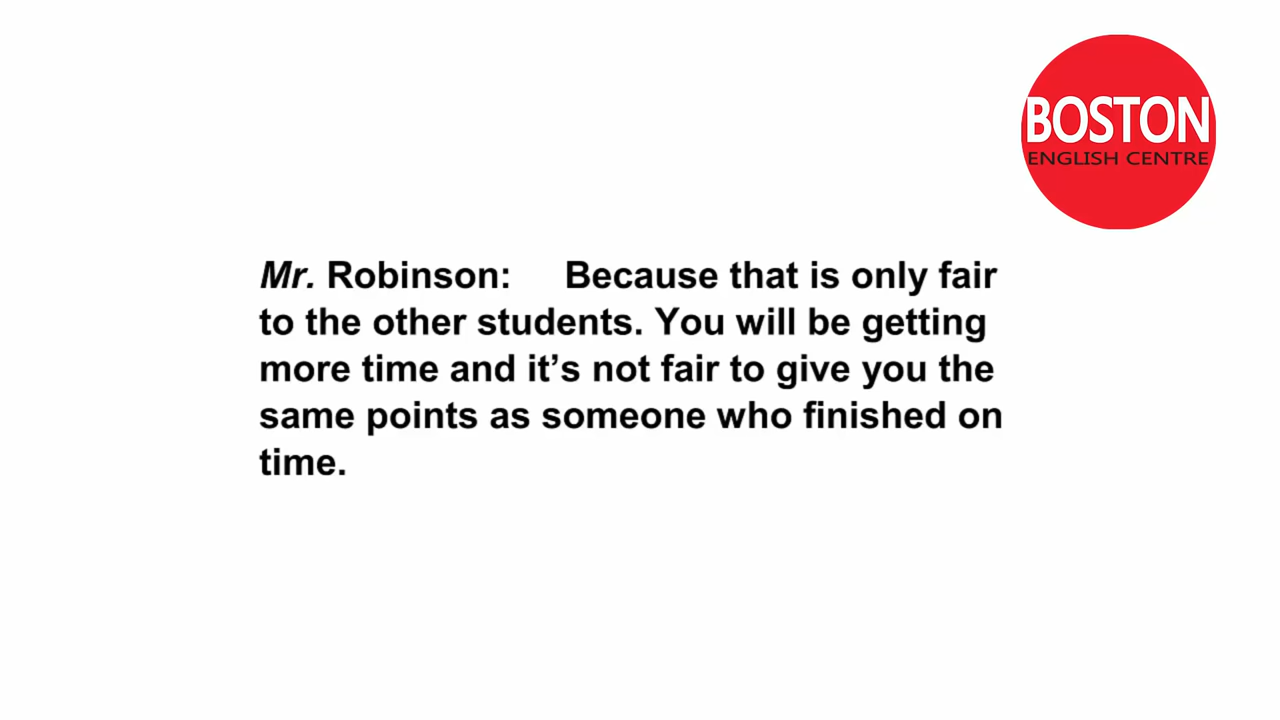 BOSTON
ENGLISH CENTRE
Mr. Robinson: Because that is only fair
to the other students. You will be getting
more time and it’s not fair to give you the
same points as someone who finished on
time.